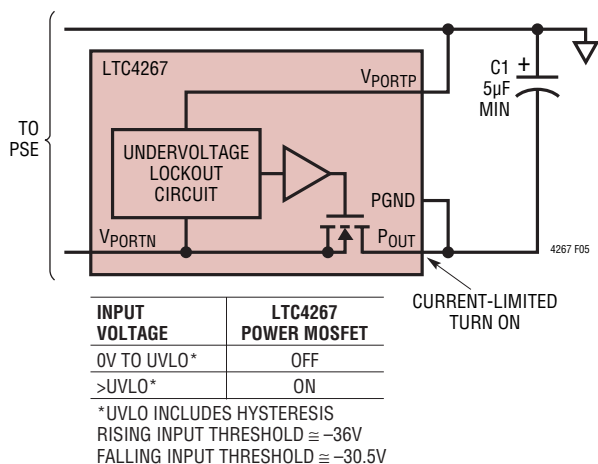 LTC4267
VPORTP
C1 +
5µF
MIN
TO
PSE
UNDERVOLTAGE
LOCKOUT
CIRCUIT
PGND
VPORTN
POUT
4267 F05
CURRENT-LIMITED
TURN ON
INPUT VOLTAGE LTC4267 POWER MOSFET
0V TO UVLO* OFF
>UVLO* ON
*UVLO INCLUDES HYSTERESIS
RISING INPUT THRESHOLD ≅ –36V
FALLING INPUT THRESHOLD ≅ –30.5V